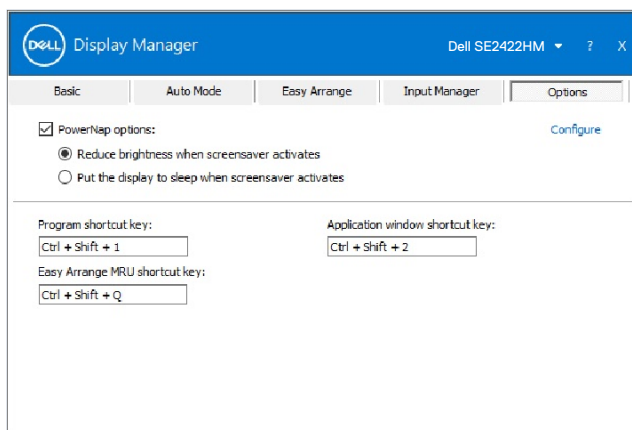 DELL Display Manager Dell SE2422HM ? X
Basic Auto Mode Easy Arrange Input Manager Options
PowerNap options: Configure
Reduce brightness when screensaver activates
Put the display to sleep when screensaver activates
Program shortcut key: Application window shortcut key:
Ctrl + Shift + 1 Ctrl + Shift + 2
Easy Arrange MRU shortcut key:
Ctrl + Shift + Q